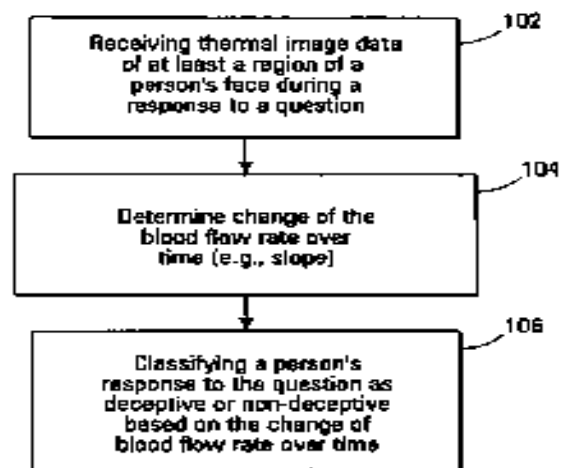 102
Receiving thermal image data
of at least a region of a
person's face during a
response to a question
104
Determine change of the
blood flow rate over
time (e.g., slope)
106
Classifying a person's
response to the question as
deceptive or non-deceptive
based on the change of
blood flow rate over time